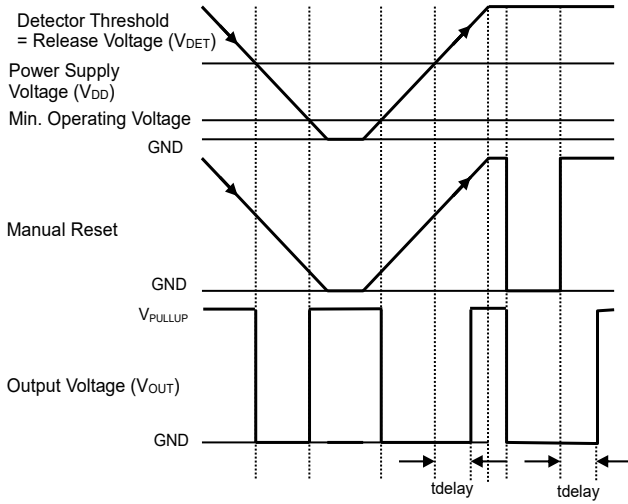 Detector Threshold
= Release Voltage (VDET)
Power Supply
Voltage (VDD)
Min. Operating Voltage
GND
Manual Reset
GND
VPULLUP
Output Voltage (VOUT)
GND
tdelay
tdelay